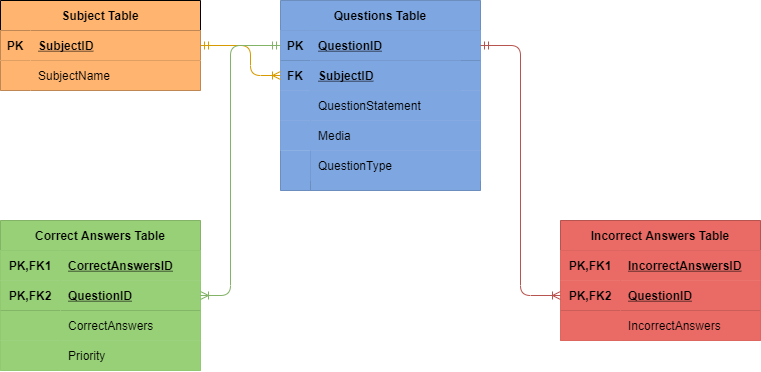 Subject Table
PK SubjectID
SubjectName
Questions Table
PK QuestionID
FK SubjectID
QuestionStatement
Media
QuestionType
Correct Answers Table
PK,FK1 CorrectAnswersID
PK,FK2 QuestionID
CorrectAnswers
Priority
Incorrect Answers Table
PK,FK1 IncorrectAnswersID
PK,FK2 QuestionID
IncorrectAnswers